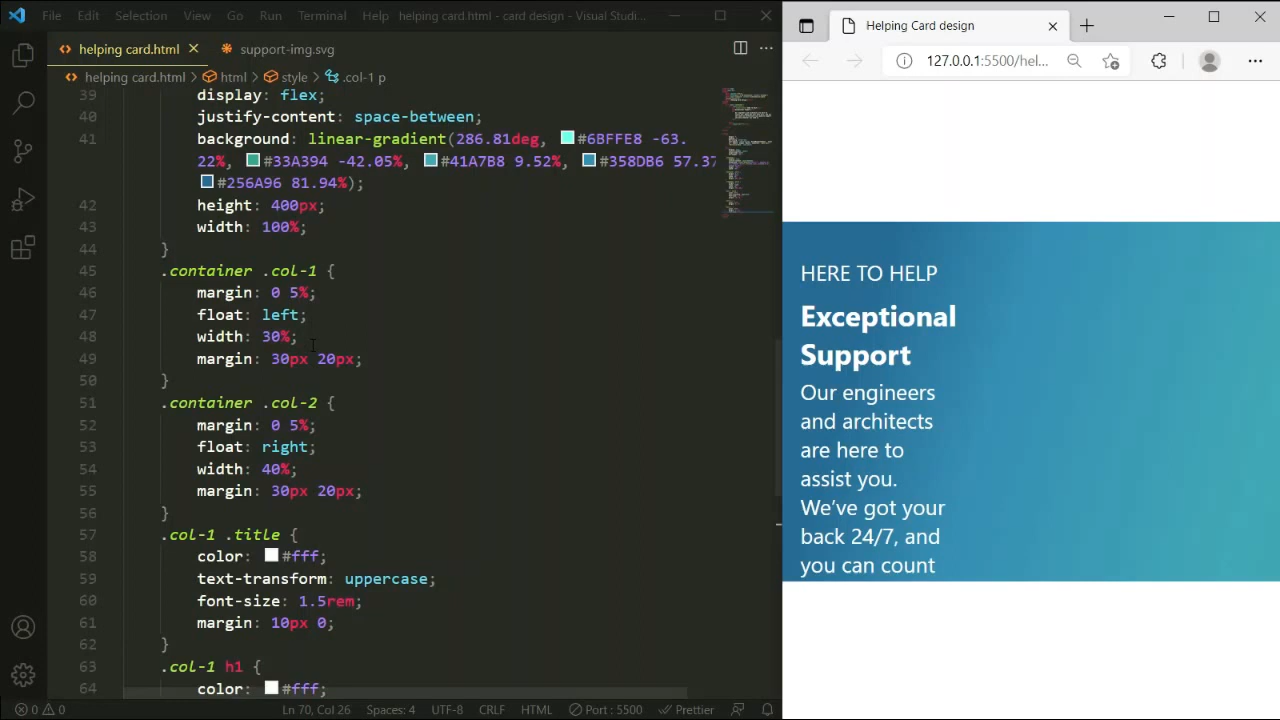 File Edit Selection View Go Run Terminal Help helping card.html - card design - Visual Studi...
helping card.html support-img.svg
helping card.html > html > style > .col-1 p
39 display: flex;
40 justify-content: space-between;
41 background: linear-gradient(286.81deg, #6BFFE8 -63.
22%, #33A394 -42.05%, #41A7B8 9.52%, #358DB6 57.37
#256A96 81.94%);
42 height: 400px;
43 width: 100%;
44 }
45 .container .col-1 {
46 margin: 0 5%;
47 float: left;
48 width: 30%;
49 margin: 30px 20px;
50 }
51 .container .col-2 {
52 margin: 0 5%;
53 float: right;
54 width: 40%;
55 margin: 30px 20px;
56 }
57 .col-1 .title {
58 color: #fff;
59 text-transform: uppercase;
60 font-size: 1.5rem;
61 margin: 10px 0;
62 }
63 .col-1 h1 {
64 color: #fff;
0 0 Ln 70, Col 26 Spaces: 4 UTF-8 CRLF HTML Port : 5500 Prettier
Helping Card design
127.0.0.1:5500/hel...
HERE TO HELP
Exceptional
Support
Our engineers
and architects
are here to
assist you.
We’ve got your
back 24/7, and
you can count